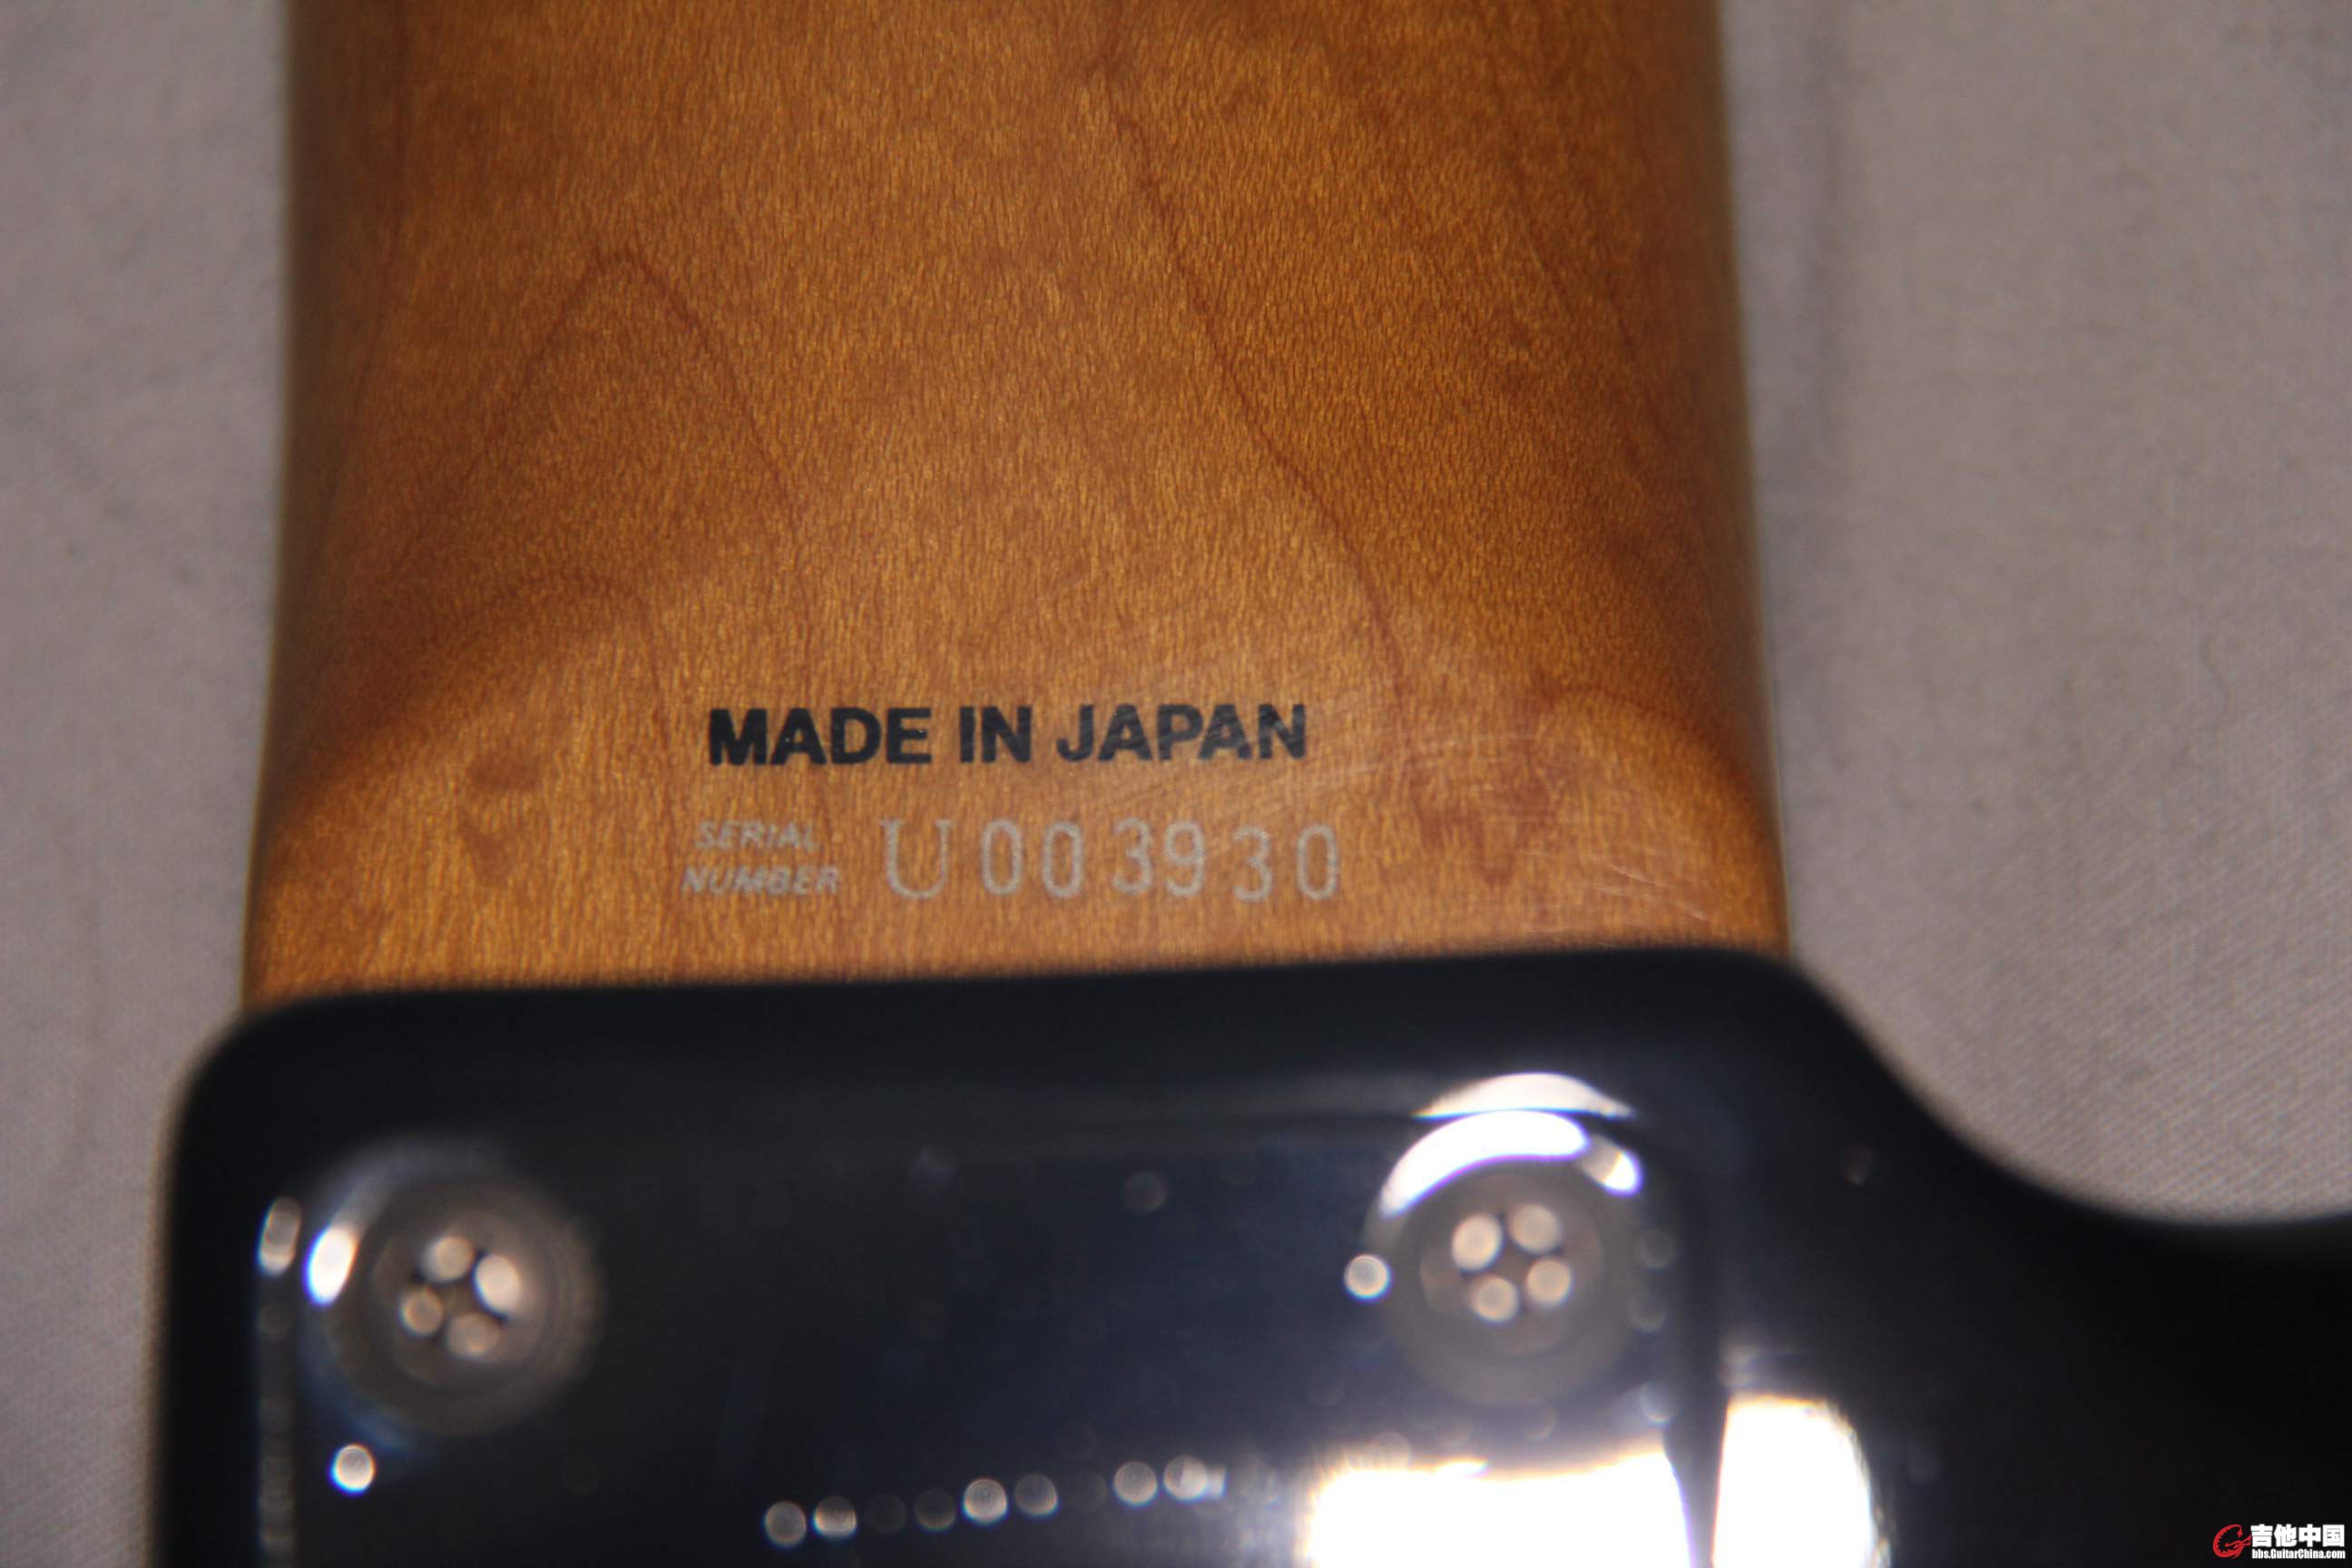 MADE IN JAPAN
SERIAL
NUMBER U003930
吉他中国
bbs.GuitarChina.com